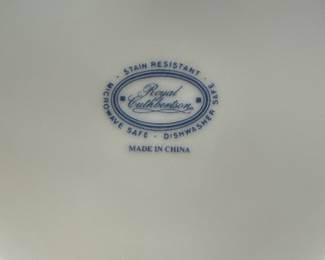 · STAIN RESISTANT ·
MICROWAVE SAFE · DISHWASHER SAFE
Royal
Cuthbertson
MADE IN CHINA